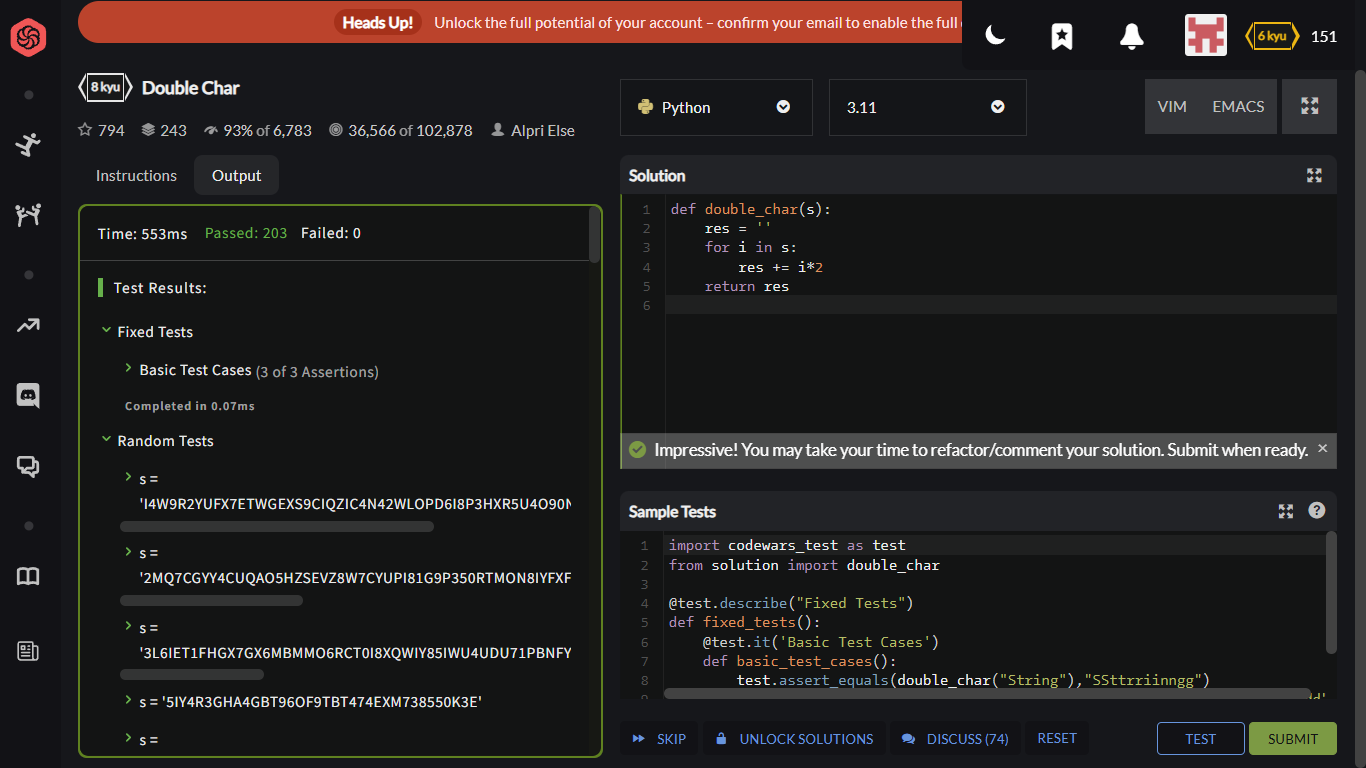 Heads Up! Unlock the full potential of your account – confirm your email to enable the full
6 kyu 151
8 kyu Double Char
794 243 93% of 6,783 36,566 of 102,878 Alpri Else
Instructions Output
Time: 553ms Passed: 203 Failed: 0
Test Results:
Fixed Tests
Basic Test Cases (3 of 3 Assertions)
Completed in 0.07ms
Random Tests
s =
'I4W9R2YUFX7ETWGEXS9CIQZIC4N42WLOPD6I8P3HXR5U4O90N
s =
'2MQ7CGYY4CUQAO5HZSEVZ8W7CYUPI81G9P350RTMON8IYFXF
s =
'3L6IET1FHGX7GX6MBMMO6RCT0I8XQWIY85IWU4UDU71PBNFY
s = '5IY4R3GHA4GBT96OF9TBT474EXM738550K3E'
s =
Python 3.11 VIM EMACS
Solution
1 def double_char(s):
2 res = ''
3 for i in s:
4 res += i*2
5 return res
6
Impressive! You may take your time to refactor/comment your solution. Submit when ready. ×
Sample Tests ?
1 import codewars_test as test
2 from solution import double_char
3
4 @test.describe("Fixed Tests")
5 def fixed_tests():
6 @test.it('Basic Test Cases')
7 def basic_test_cases():
8 test.assert_equals(double_char("String"),"SSttrriinngg")
9
SKIP UNLOCK SOLUTIONS DISCUSS (74) RESET TEST SUBMIT